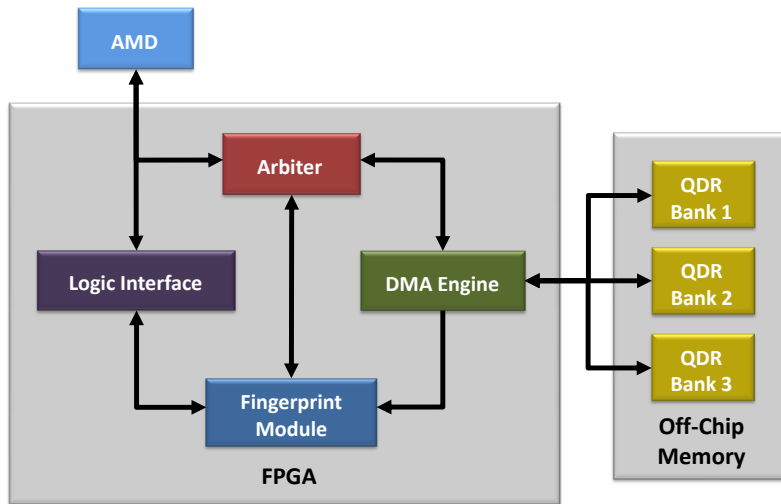 AMD
Arbiter
Logic Interface
DMA Engine
Fingerprint
Module
FPGA
QDR
Bank 1
QDR
Bank 2
QDR
Bank 3
Off-Chip
Memory